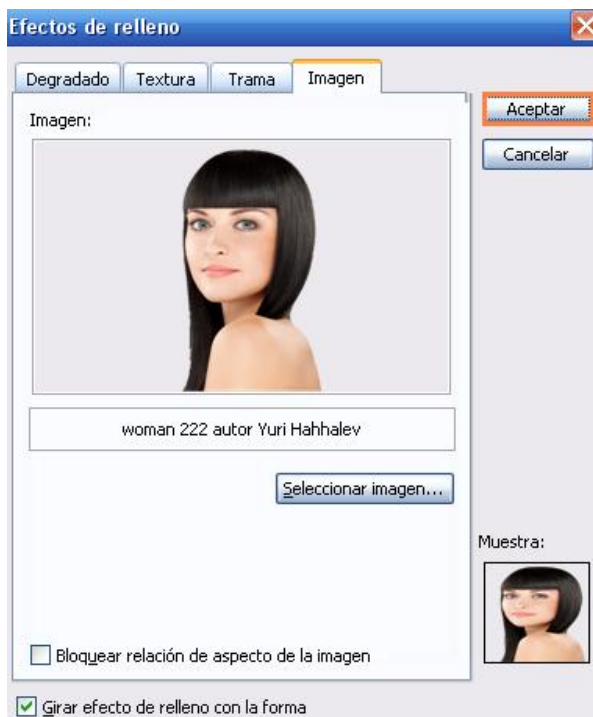 Efectos de relleno
Degradado Textura Trama Imagen
Imagen:
Aceptar
Cancelar
woman 222 autor Yuri Hahhalev
Seleccionar imagen...
Muestra:
Bloquear relación de aspecto de la imagen
Girar efecto de relleno con la forma